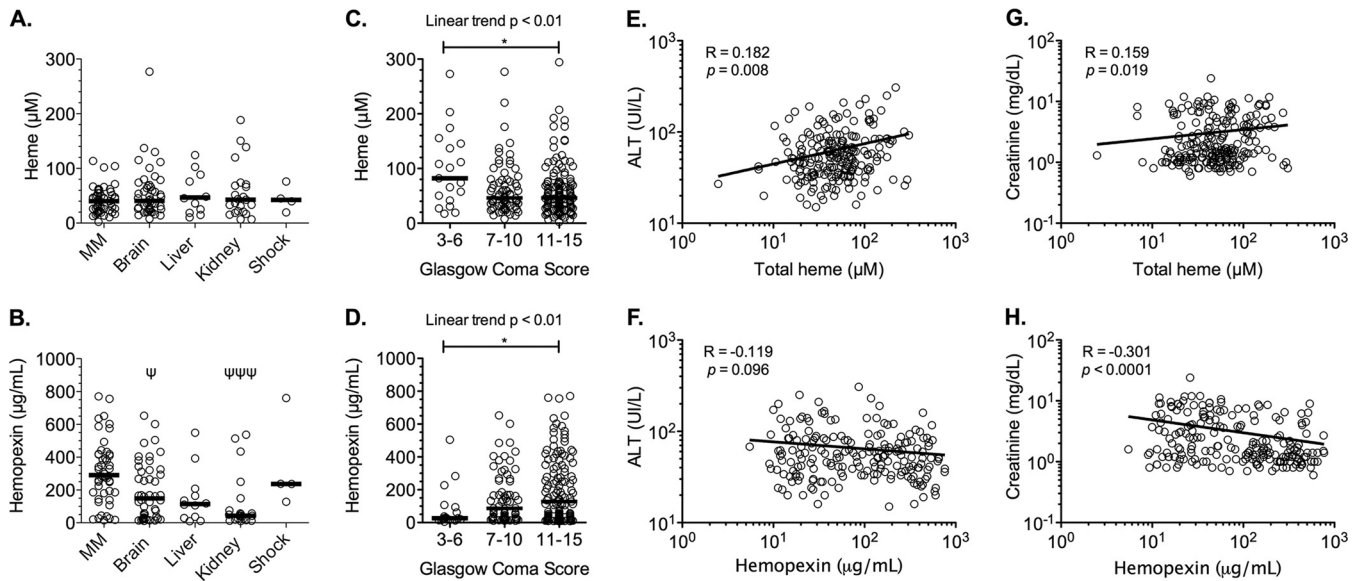 A.
Heme (µM)
300
200
100
0
MM
Brain
Liver
Kidney
Shock
B.
Hemopexin (µg/mL)
1000
800
600
400
200
0
ψ
ψψψ
MM
Brain
Liver
Kidney
Shock
C.
Linear trend p < 0.01
*
Heme (µM)
300
200
100
50
0
3-6
7-10
11-15
Glasgow Coma Score
D.
Linear trend p < 0.01
*
Hemopexin (µg/mL)
1000
800
600
400
200
0
3-6
7-10
11-15
Glasgow Coma Score
E.
R = 0.182
p = 0.008
ALT (UI/L)
10³
10²
10¹
10⁰ 10¹ 10² 10³
Total heme (µM)
F.
R = -0.119
p = 0.096
ALT (UI/L)
10³
10²
10¹
10⁰ 10¹ 10² 10³
Hemopexin (µg/mL)
G.
R = 0.159
p = 0.019
Creatinine (mg/dL)
10²
10¹
10⁰
10⁻¹
10⁰ 10¹ 10² 10³
Total heme (µM)
H.
R = -0.301
p < 0.0001
Creatinine (mg/dL)
10²
10¹
10⁰
10⁻¹
10⁰ 10¹ 10² 10³
Hemopexin (µg/mL)